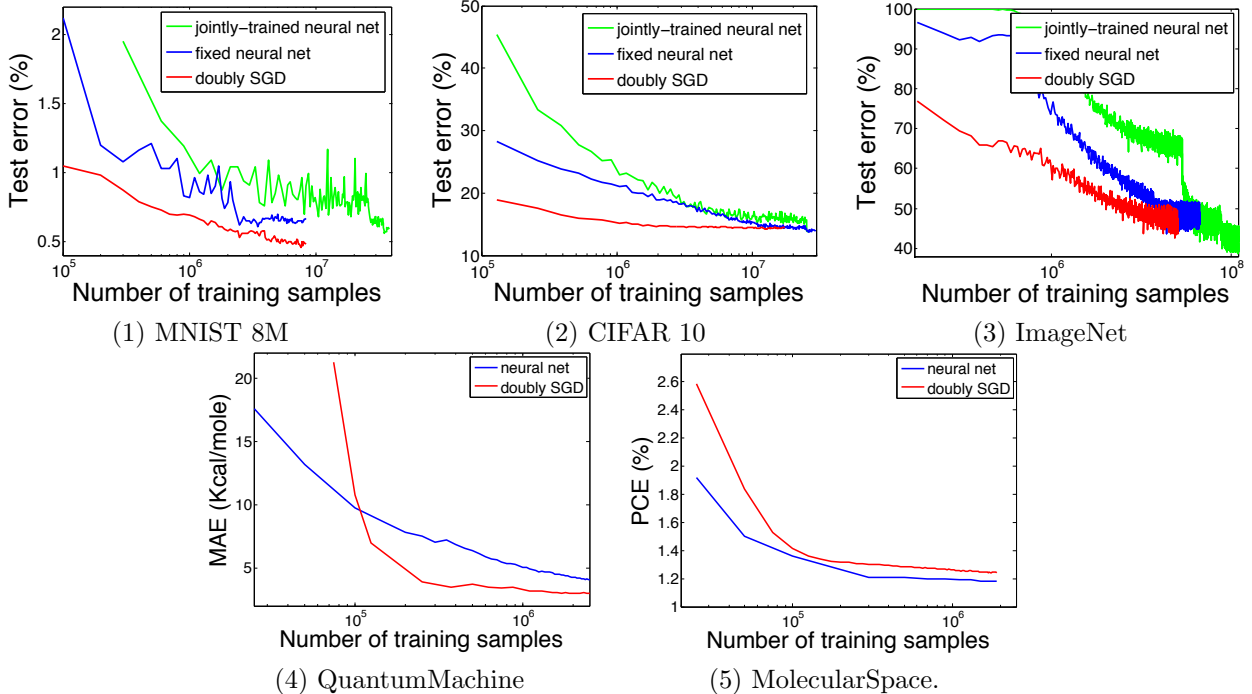 Test error (%)
2
1.5
1
0.5
10^5
10^6
10^7
jointly-trained neural net
fixed neural net
doubly SGD
Number of training samples
(1) MNIST 8M
Test error (%)
50
40
30
20
10
10^5
10^6
10^7
jointly-trained neural net
fixed neural net
doubly SGD
Number of training samples
(2) CIFAR 10
Test error (%)
100
90
80
70
60
50
40
10^6
10^8
jointly-trained neural net
fixed neural net
doubly SGD
Number of training samples
(3) ImageNet
MAE (Kcal/mole)
20
15
10
5
10^5
10^6
neural net
doubly SGD
Number of training samples
(4) QuantumMachine
PCE (%)
2.6
2.4
2.2
2
1.8
1.6
1.4
1.2
1
10^5
10^6
neural net
doubly SGD
Number of training samples
(5) MolecularSpace.